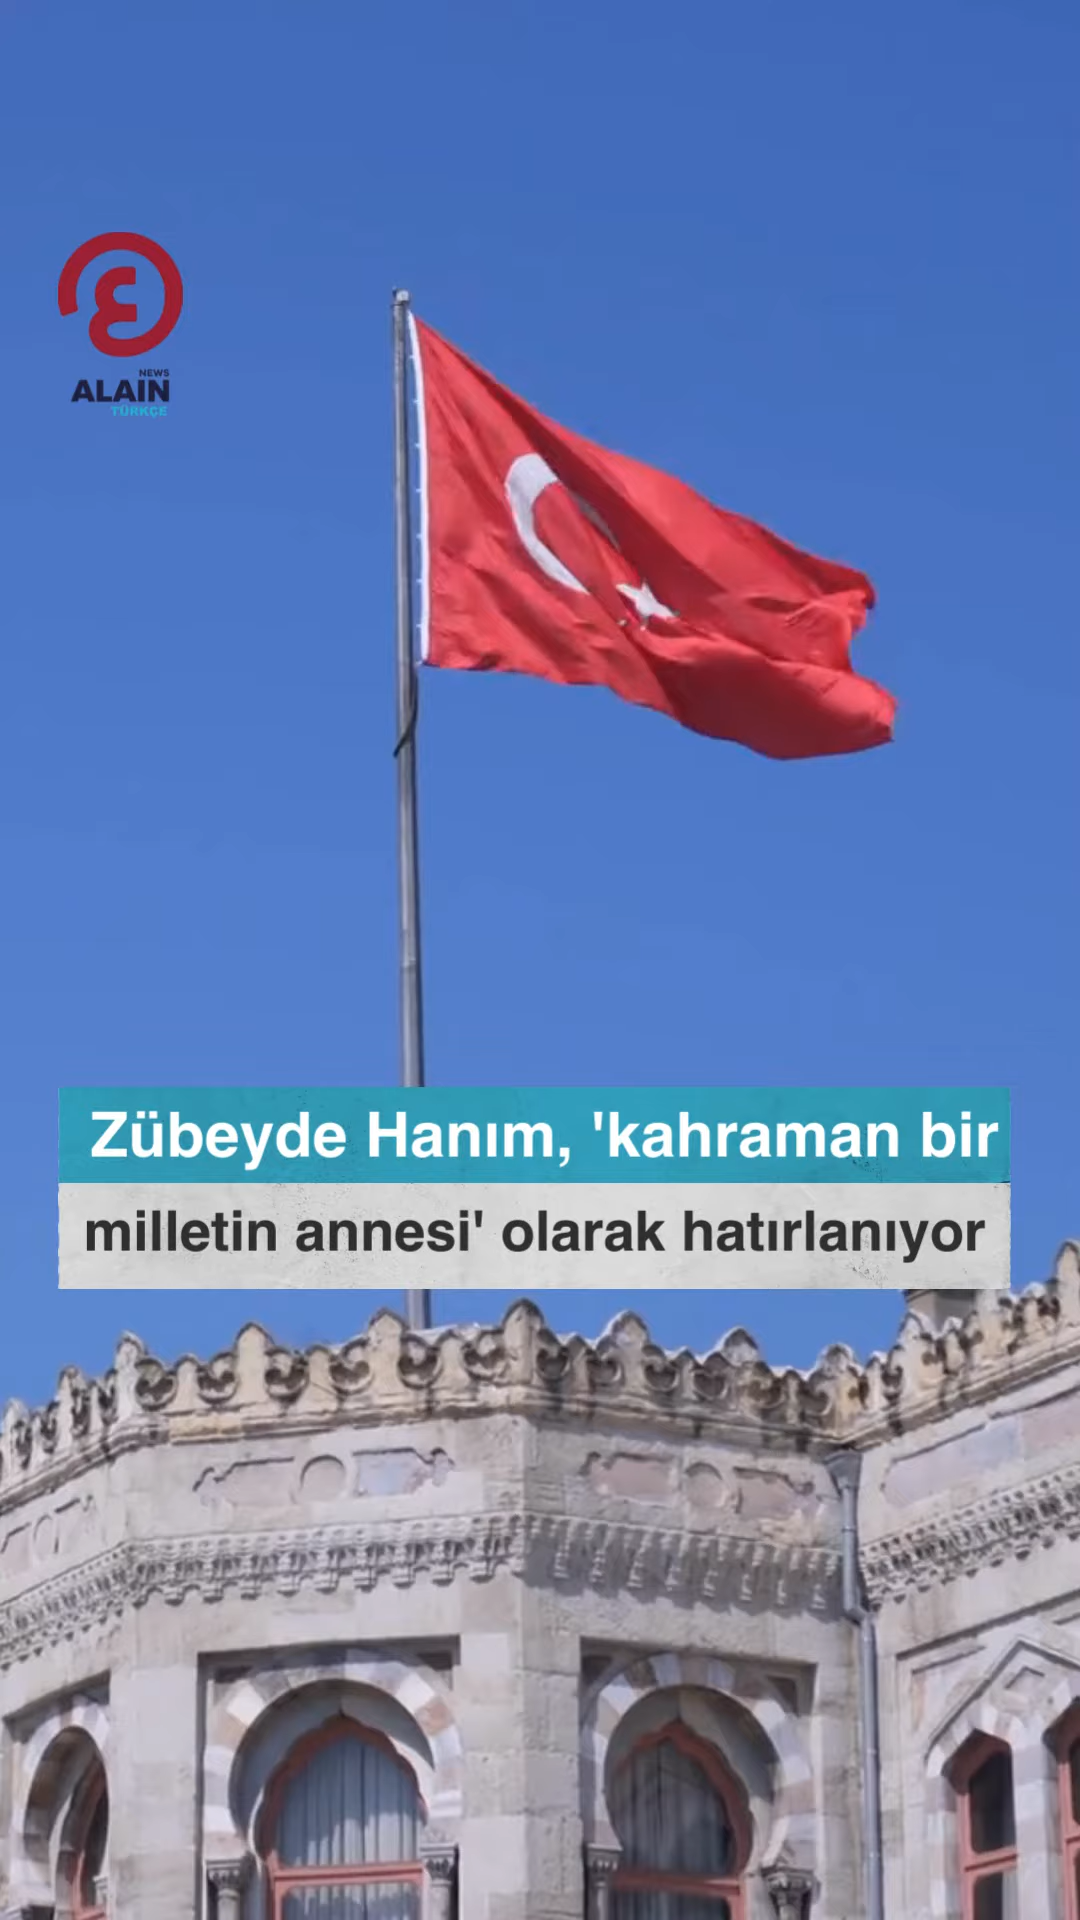 ع
NEWS
ALAIN
TÜRKÇE
Zübeyde Hanım, 'kahraman bir
milletin annesi' olarak hatırlanıyor